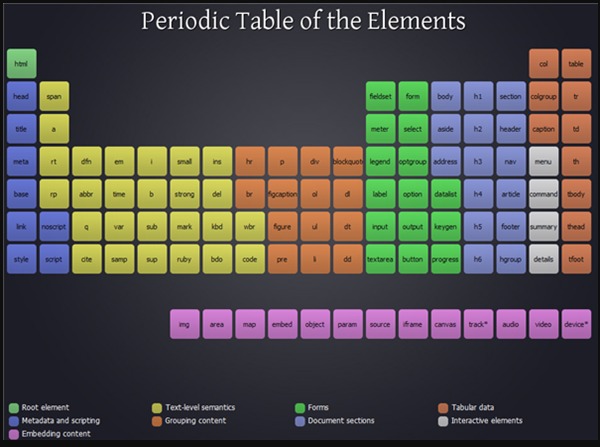 Periodic Table of the Elements
html col table
head span fieldset form body h1 section colgroup tr
title a meter select aside h2 header caption td
meta rt dfn em i small ins hr p div blockquote legend optgroup address h3 nav menu th
base rp abbr time b strong del br figcaption ol dl label option datalist h4 article command tbody
link noscript q var sub mark kbd wbr figure ul dt input output keygen h5 footer summary thead
style script cite samp sup ruby bdo code pre li dd textarea button progress h6 hgroup details tfoot
img area map embed object param source iframe canvas track* audio video device*
Root element Text-level semantics Forms Tabular data
Metadata and scripting Grouping content Document sections Interactive elements
Embedding content